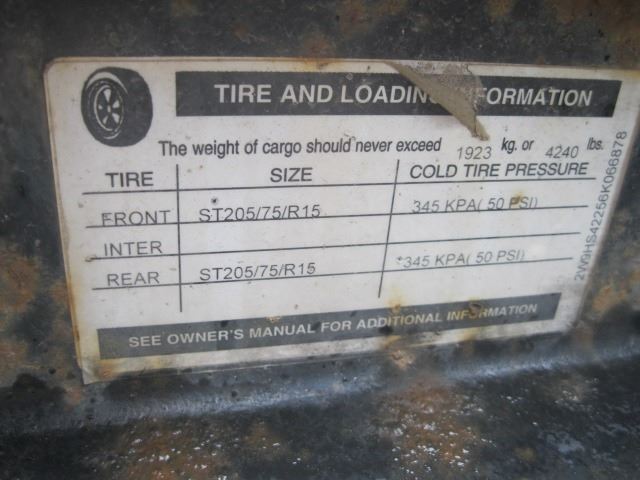 TIRE AND LOADING INFORMATION
The weight of cargo should never exceed 1923 kg. or 4240 lbs.
TIRE SIZE COLD TIRE PRESSURE
FRONT ST205/75/R15 345 KPA( 50 PSI)
INTER
REAR ST205/75/R15 *345 KPA( 50 PSI)
SEE OWNER'S MANUAL FOR ADDITIONAL INFORMATION
2W9HS42256K066878